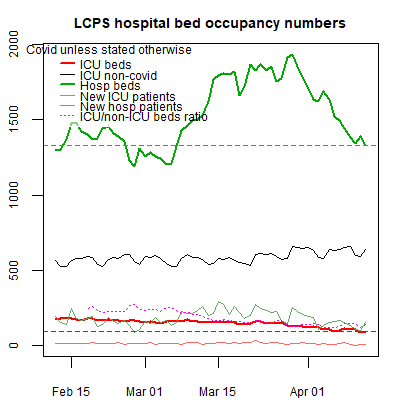 LCPS hospital bed occupancy numbers
Covid unless stated otherwise
ICU beds
ICU non-covid
Hosp beds
New ICU patients
New hosp patients
ICU/non-ICU beds ratio
2000
1500
1000
500
0
Feb 15
Mar 01
Mar 15
Apr 01